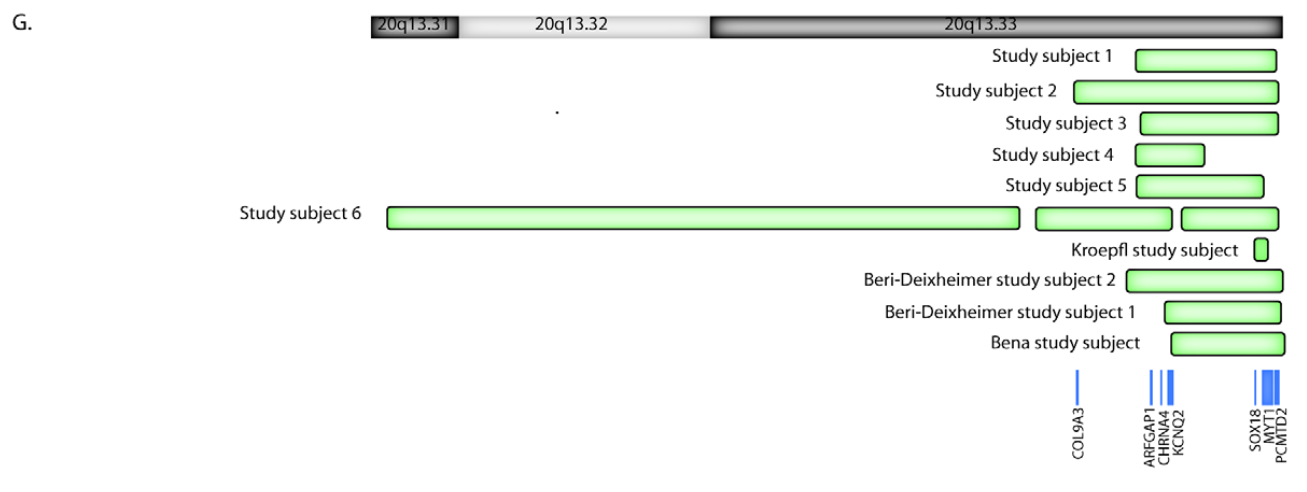 G.
20q13.31 20q13.32 20q13.33
Study subject 1
Study subject 2
Study subject 3
Study subject 4
Study subject 5
Study subject 6
Kroepfl study subject
Beri-Deixheimer study subject 2
Beri-Deixheimer study subject 1
Bena study subject
COL9A3
ARFGAP1
CHRNA4
KCNQ2
SOX18
MYT1
PCMTD2